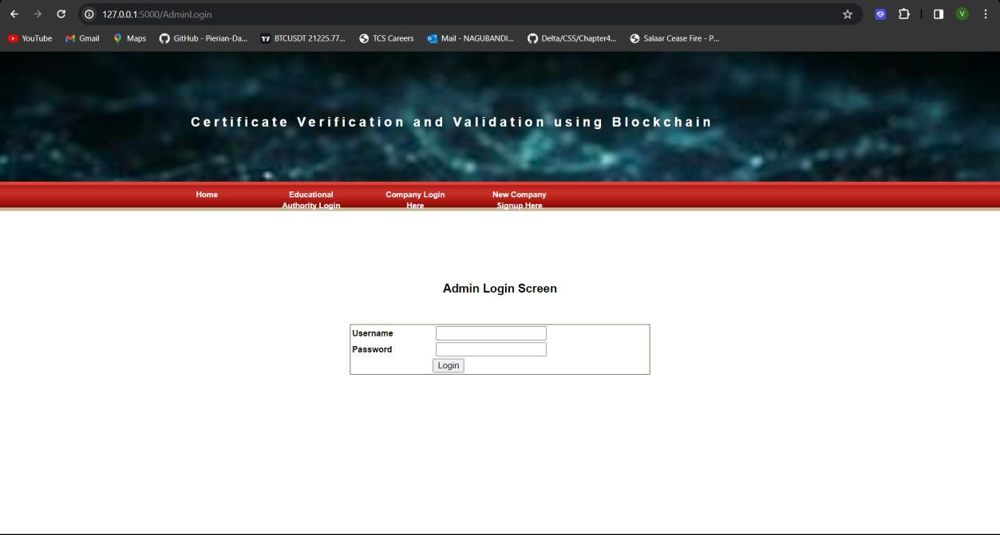 127.0.0.1:5000/AdminLogin
V
YouTube Gmail Maps GitHub - Pierian-Da... BTCUSDT 21225.77... TCS Careers Mail - NAGUBANDI... Delta/CSS/Chapter4... Salaar Cease Fire - P...
Certificate Verification and Validation using Blockchain
Home Educational Company Login New Company
Authority Login Here Signup Here
Admin Login Screen
Username
Password
Login